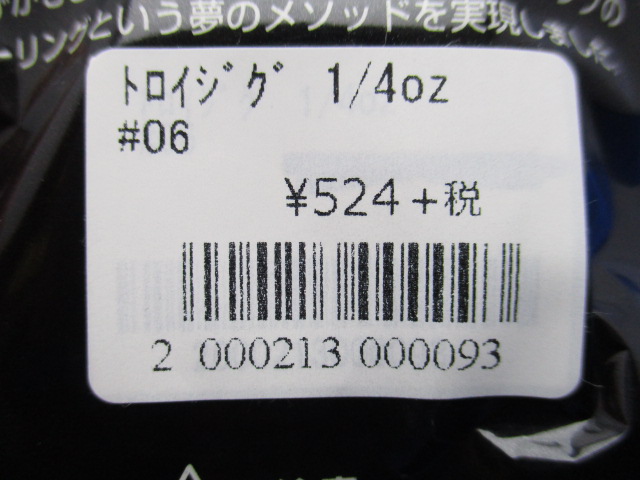 ーリングという夢のメソッドを実現しました
ﾄﾛｲｼﾞｸﾞ 1/4oz
#06
¥524+税
2 000213 000093